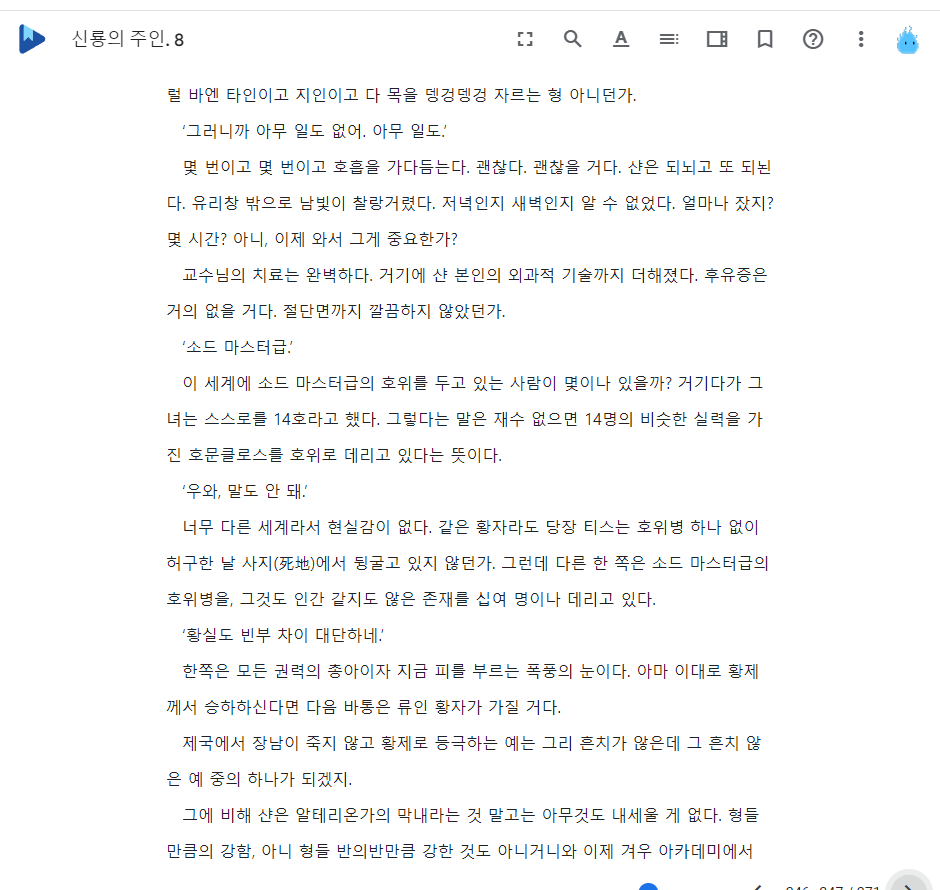 신룡의 주인. 8
럴 바엔 타인이고 지인이고 다 목을 뎅겅뎅겅 자르는 형 아니던가.
‘그러니까 아무 일도 없어. 아무 일도.’
몇 번이고 몇 번이고 호흡을 가다듬는다. 괜찮다. 괜찮을 거다. 샨은 되뇌고 또 되뇐
다. 유리창 밖으로 남빛이 찰랑거렸다. 저녁인지 새벽인지 알 수 없었다. 얼마나 잤지?
몇 시간? 아니, 이제 와서 그게 중요한가?
교수님의 치료는 완벽하다. 거기에 샨 본인의 외과적 기술까지 더해졌다. 후유증은
거의 없을 거다. 절단면까지 깔끔하지 않았던가.
‘소드 마스터급.’
이 세계에 소드 마스터급의 호위를 두고 있는 사람이 몇이나 있을까? 거기다가 그
녀는 스스로를 14호라고 했다. 그렇다는 말은 재수 없으면 14명의 비슷한 실력을 가
진 호문클로스를 호위로 데리고 있다는 뜻이다.
‘우와, 말도 안 돼.’
너무 다른 세계라서 현실감이 없다. 같은 황자라도 당장 티스는 호위병 하나 없이
허구한 날 사지(死地)에서 뒹굴고 있지 않던가. 그런데 다른 한 쪽은 소드 마스터급의
호위병을, 그것도 인간 같지도 않은 존재를 십여 명이나 데리고 있다.
‘황실도 빈부 차이 대단하네.’
한쪽은 모든 권력의 총아이자 지금 피를 부르는 폭풍의 눈이다. 아마 이대로 황제
께서 승하하신다면 다음 바통은 류인 황자가 가질 거다.
제국에서 장남이 죽지 않고 황제로 등극하는 예는 그리 흔치가 않은데 그 흔치 않
은 예 중의 하나가 되겠지.
그에 비해 샨은 알테리온가의 막내라는 것 말고는 아무것도 내세울 게 없다. 형들
만큼의 강함, 아니 형들 반의반만큼 강한 것도 아니거니와 이제 겨우 아카데미에서